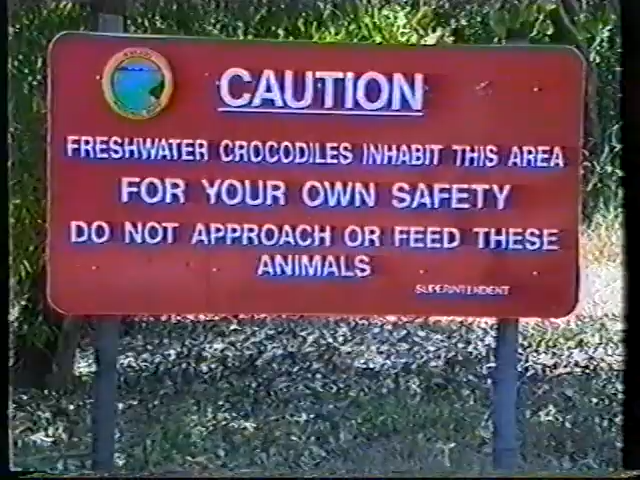 CAUTION
FRESHWATER CROCODILES INHABIT THIS AREA
FOR YOUR OWN SAFETY
DO NOT APPROACH OR FEED THESE
ANIMALS
SUPERINTENDENT